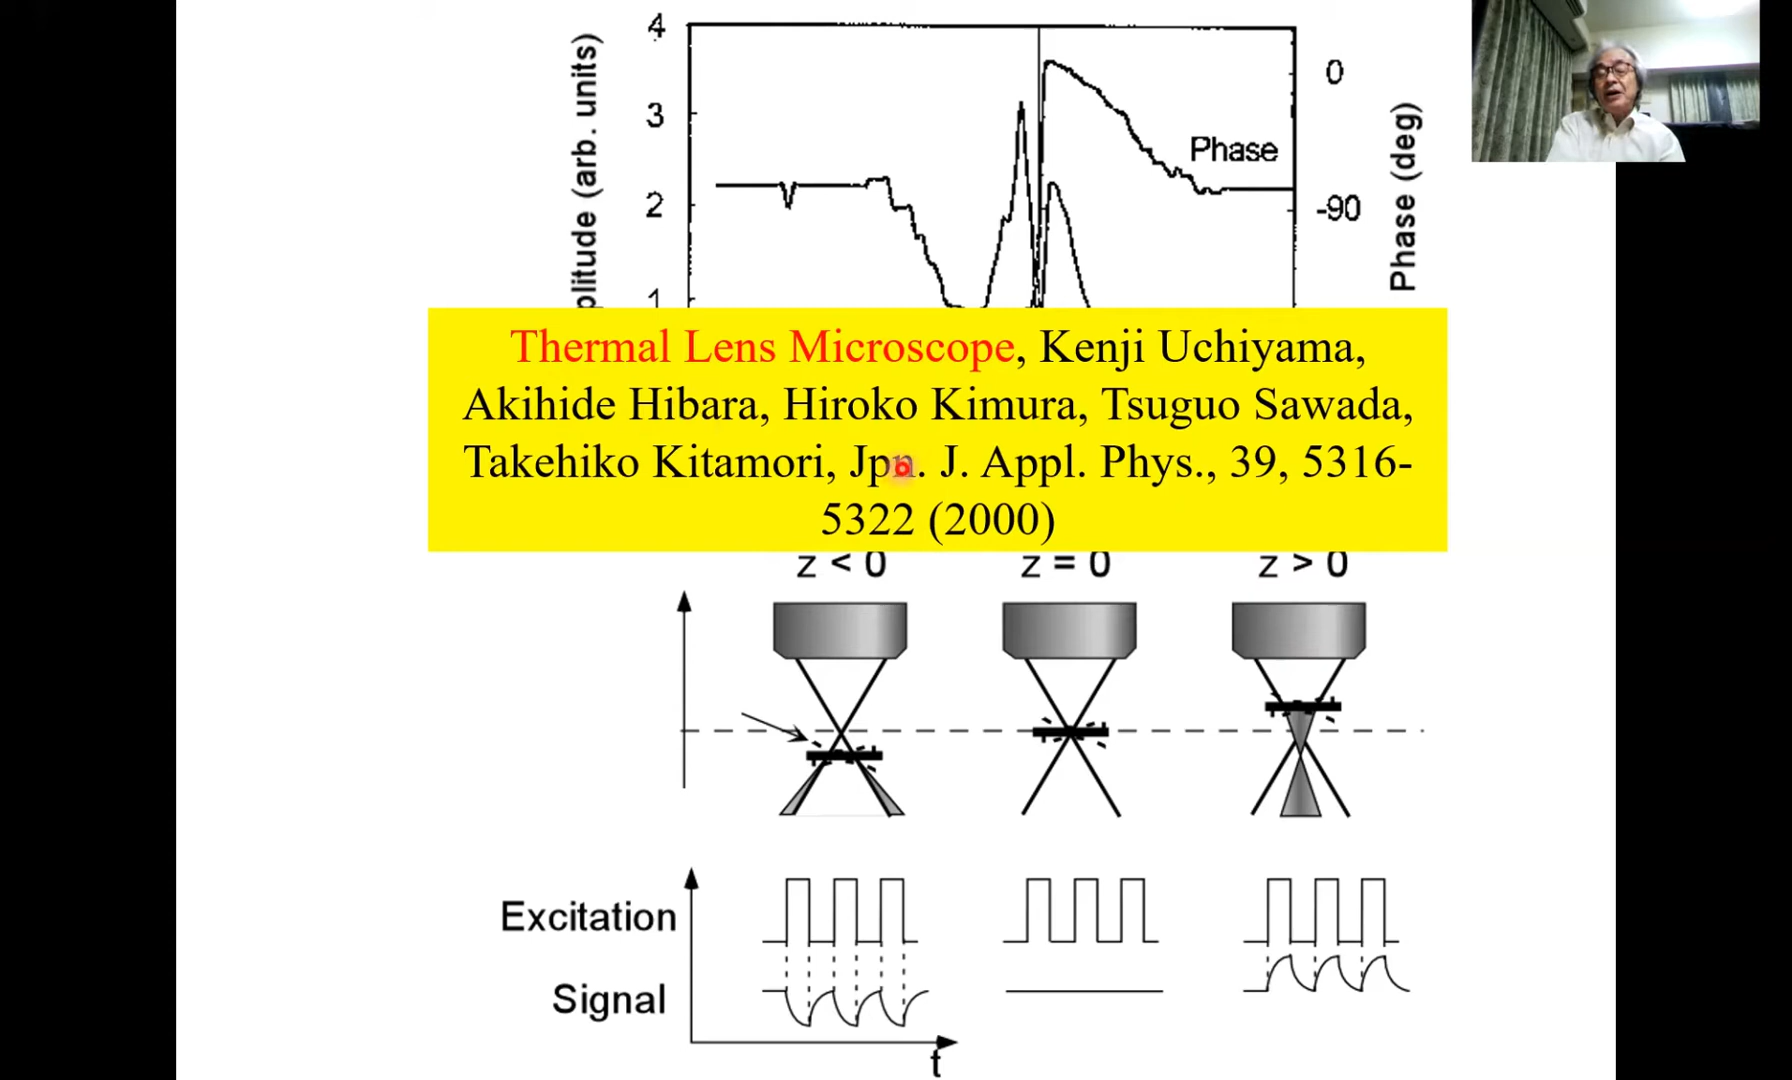 4
3
2
1
plitude (arb. units)
0
-90
Phase (deg)
Phase
Thermal Lens Microscope, Kenji Uchiyama,
Akihide Hibara, Hiroko Kimura, Tsuguo Sawada,
Takehiko Kitamori, Jpn. J. Appl. Phys., 39, 5316-
5322 (2000)
z < 0 z = 0 z > 0
Excitation
Signal
t